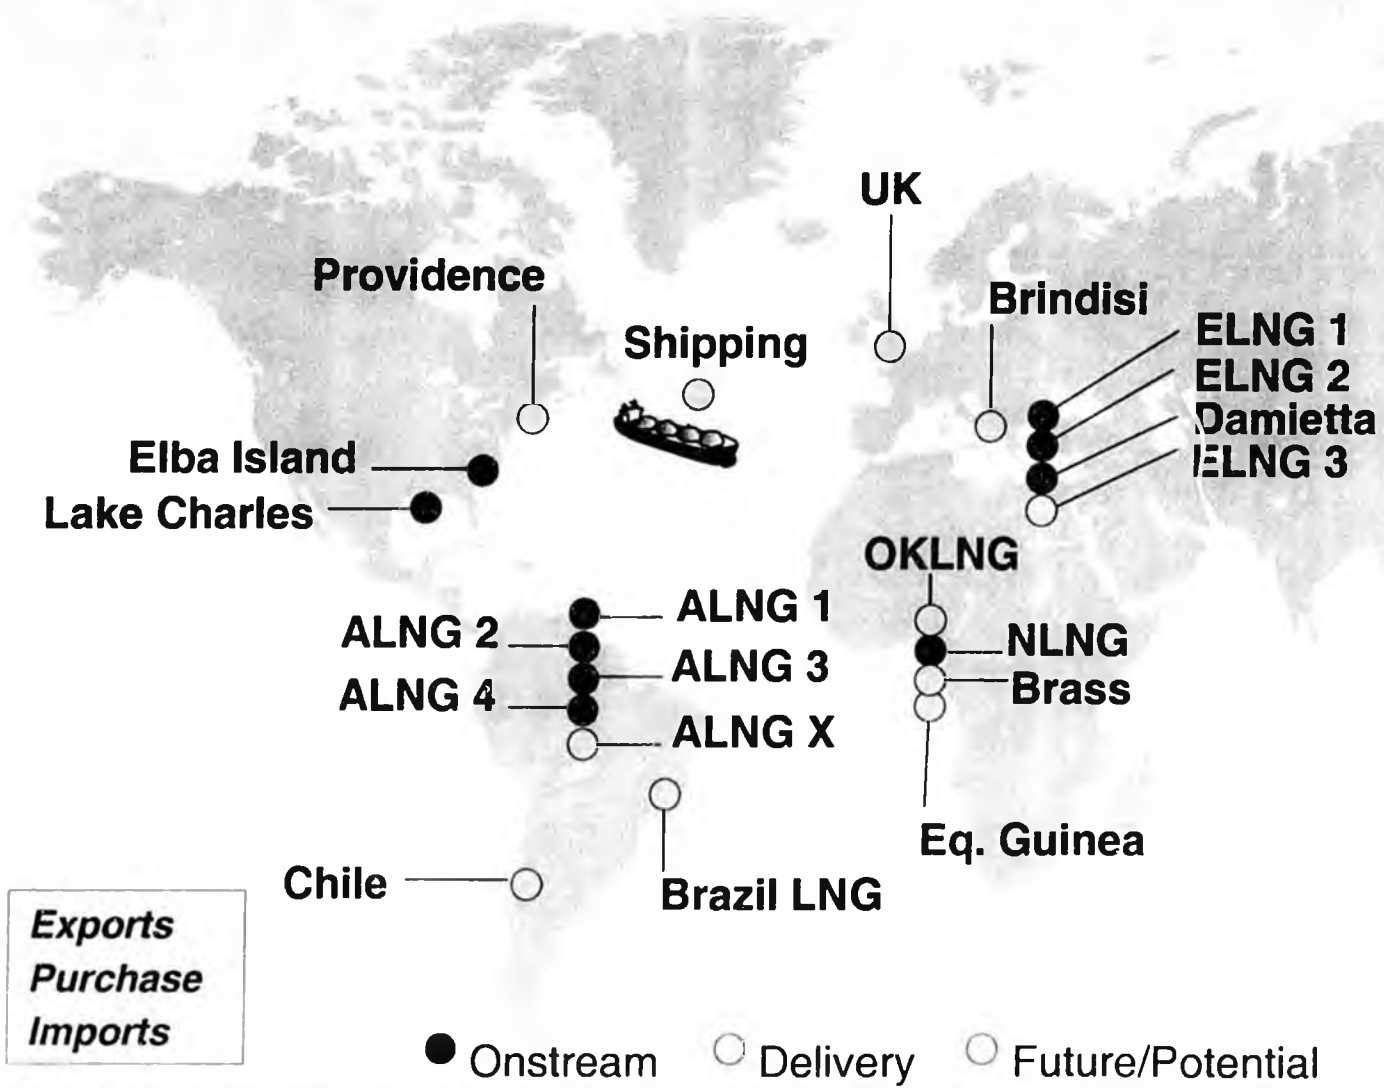 UK
Providence
Brindisi
Shipping
ELNG 1
ELNG 2
Damietta
ELNG 3
Elba Island
Lake Charles
OKLNG
ALNG 1
ALNG 2
NLNG
ALNG 3
Brass
ALNG 4
ALNG X
Eq. Guinea
Chile
Brazil LNG
Exports
Purchase
Imports
Onstream Delivery Future/Potential